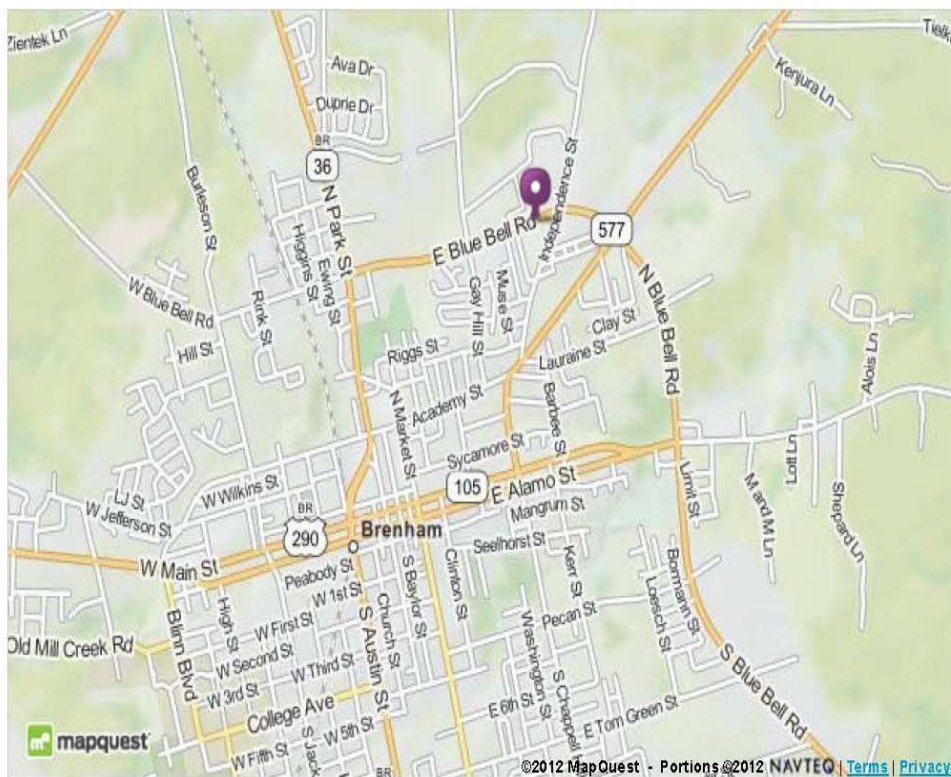 Zientek Ln
Ava Dr
Duprie Dr
Tielke
Kenjura Ln
BR
36
N Park St
Burleson St
Independence St
577
E Blue Bell Rd
Higgins St
Ewing St
W Blue Bell Rd
Rink St
Gay Hill St
Muse St
N Blue Bell Rd
Clay St
Hill St
Riggs St
Lauraine St
Alois Ln
Academy St
N Market St
Barbee St
Sycamore St
W Wilkins St
LJ St
W Jefferson St
105
E Alamo St
Limit St
M and M Ln
Loil Ln
Shepard Ln
BR
290
Brenham
Mangrum St
W Main St
Peabody St
Seelhorst St
W 1st St
High St
W First St
S Austin St
Church St
S Baylor St
Clinton St
Kerr St
Pecan St
Washington St
Loesch St
Bormann St
Old Mill Creek Rd
Blinn Blvd
W Second St
W Third St
W 3rd St
S Blue Bell Rd
College Ave
E 6th St
S Chappell
E Tom Green St
W 5th St
W Fifth St
S Jack
BR
mapquest
©2012 MapQuest - Portions ©2012 NAVTEQ | Terms | Privacy